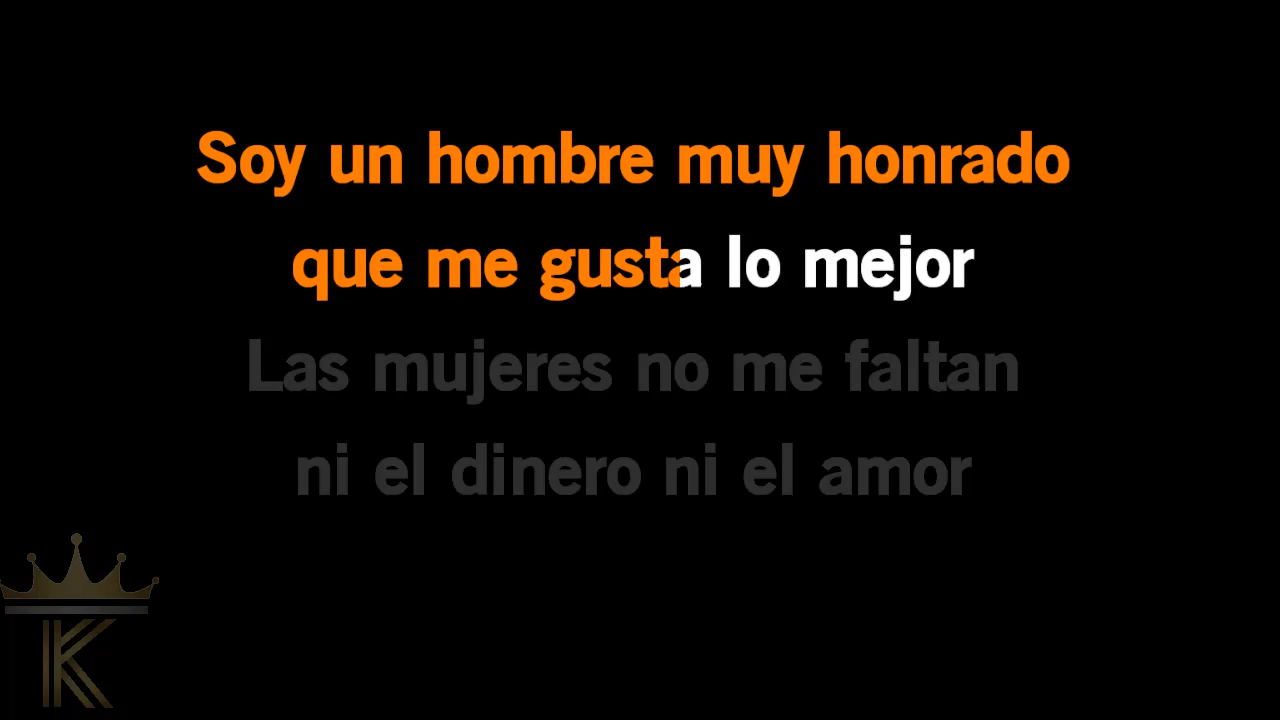 Soy un hombre muy honrado
que me gusta lo mejor
Las mujeres no me faltan
ni el dinero ni el amor
K